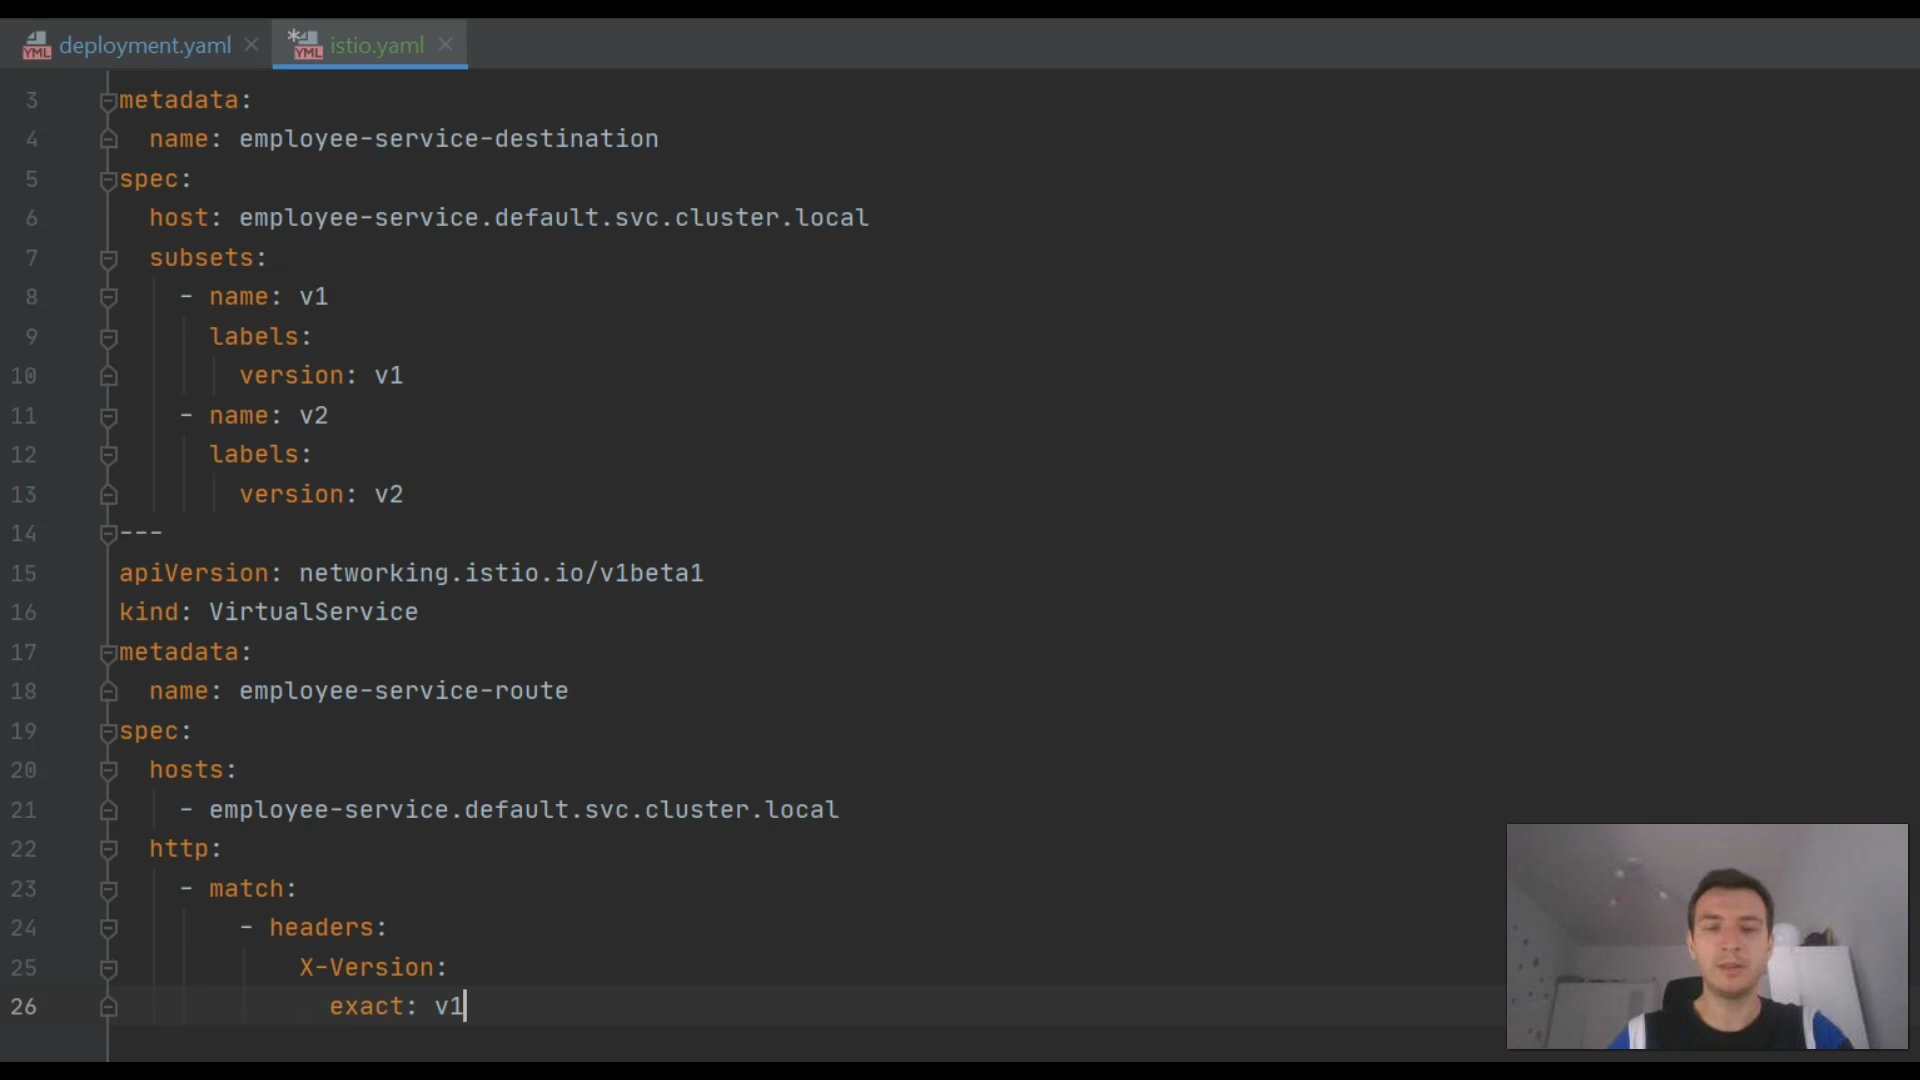 deployment.yaml
istio.yaml
3 metadata:
4 name: employee-service-destination
5 spec:
6 host: employee-service.default.svc.cluster.local
7 subsets:
8 - name: v1
9 labels:
10 version: v1
11 - name: v2
12 labels:
13 version: v2
14 ---
15 apiVersion: networking.istio.io/v1beta1
16 kind: VirtualService
17 metadata:
18 name: employee-service-route
19 spec:
20 hosts:
21 - employee-service.default.svc.cluster.local
22 http:
23 - match:
24 - headers:
25 X-Version:
26 exact: v1